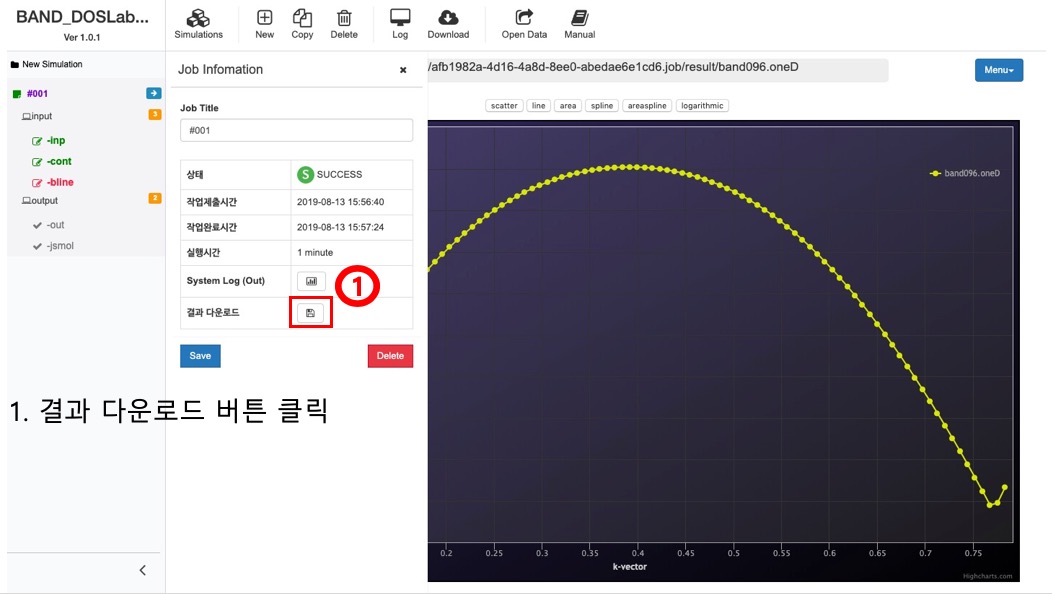 BAND_DOSLab...
Ver 1.0.1
Simulations
New
Copy
Delete
Log
Download
Open Data
Manual
New Simulation
#001
input
3
-inp
-cont
-bline
output
2
-out
-jsmol
Job Infomation
Job Title
#001
상태
S SUCCESS
작업제출시간
2019-08-13 15:56:40
작업완료시간
2019-08-13 15:57:24
실행시간
1 minute
System Log (Out)
1
결과 다운로드
Save
Delete
1. 결과 다운로드 버튼 클릭
/afb1982a-4d16-4a8d-8ee0-abedae6e1cd6.job/result/band096.oneD
Menu
scatter
line
area
spline
areaspline
logarithmic
band096.oneD
0.2 0.25 0.3 0.35 0.4 0.45 0.5 0.55 0.6 0.65 0.7 0.75
k-vector
Highcharts.com